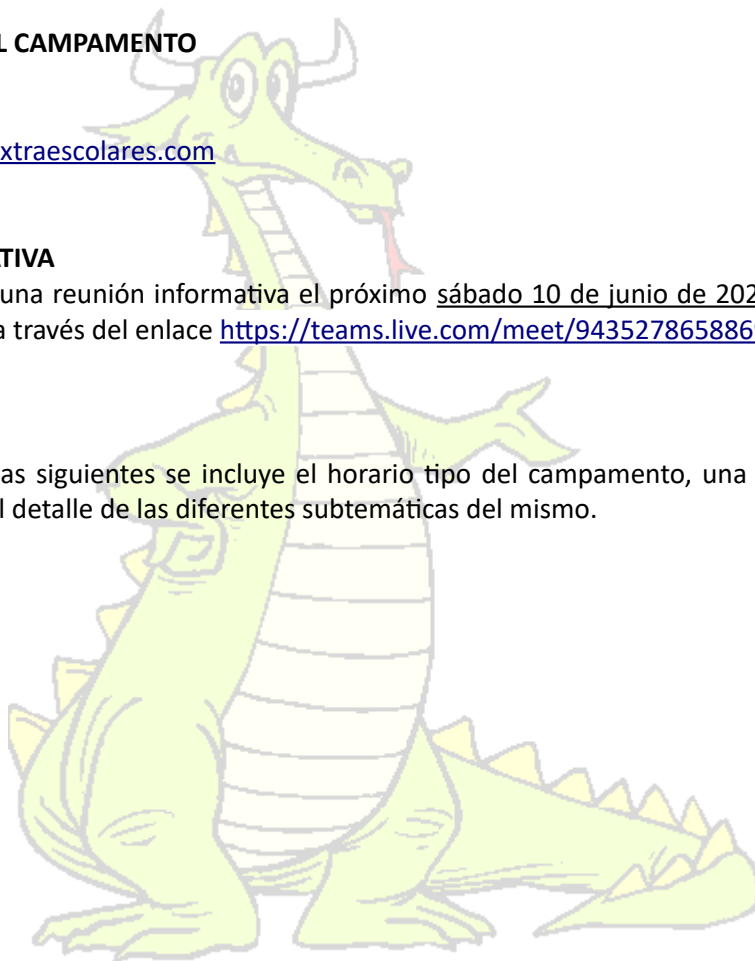 L CAMPAMENTO
xtraescolares.com
ATIVA
una reunión informativa el próximo sábado 10 de junio de 202
a través del enlace https://teams.live.com/meet/943527865886
as siguientes se incluye el horario tipo del campamento, una
l detalle de las diferentes subtemáticas del mismo.